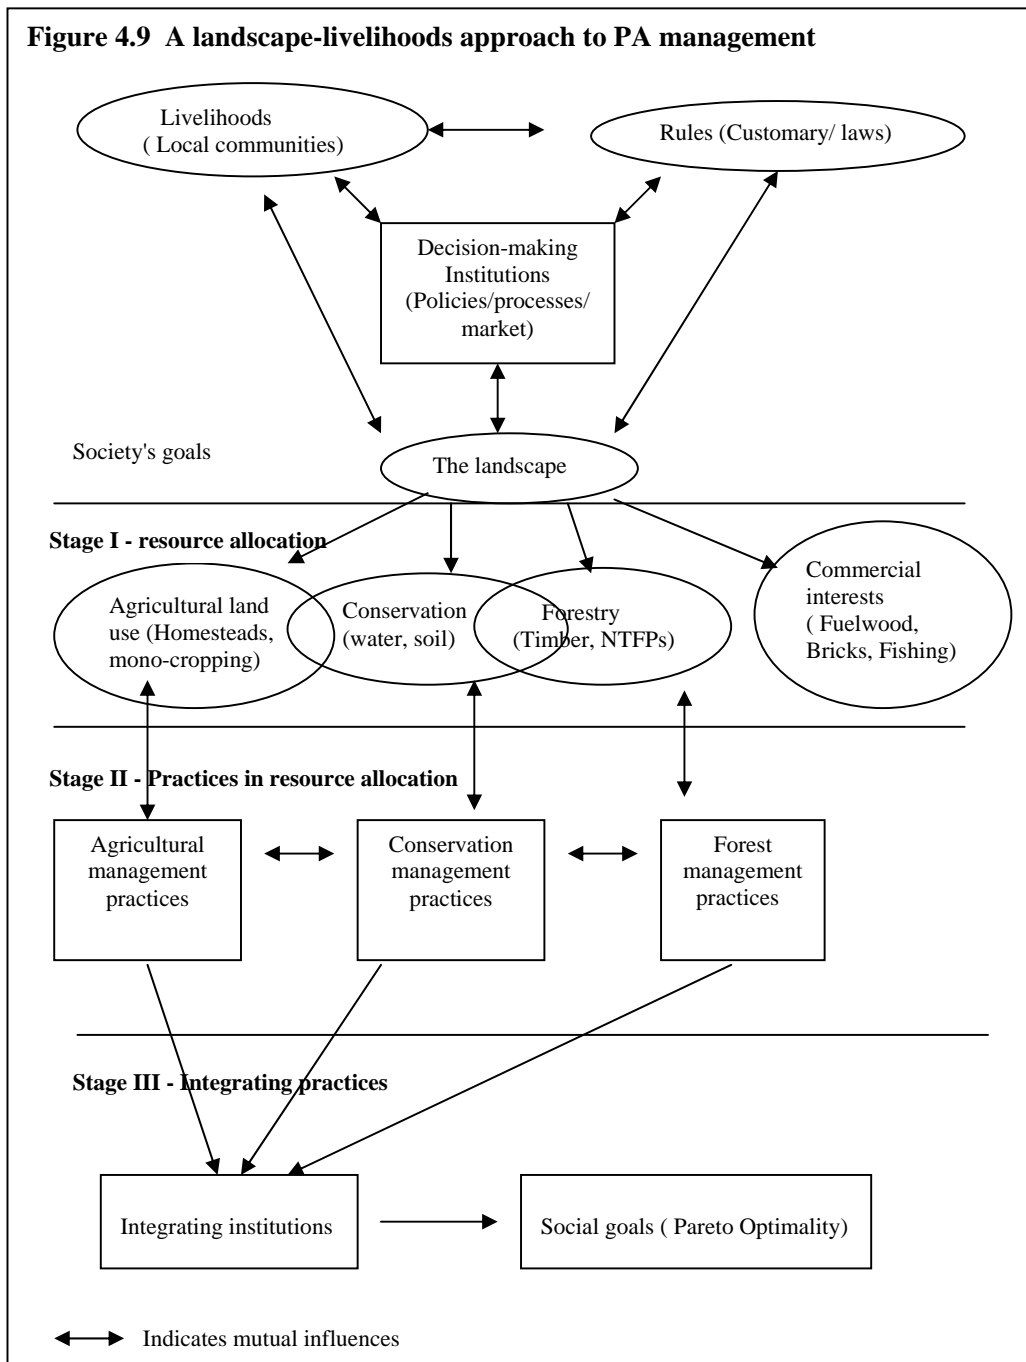 Figure 4.9  A landscape-livelihoods approach to PA management
Livelihoods
( Local communities)
Rules (Customary/ laws)
Decision-making
Institutions
(Policies/processes/
market)
Society's goals
The landscape
Stage I - resource allocation
Agricultural land
use (Homesteads,
mono-cropping)
Conservation
(water, soil)
Forestry
(Timber, NTFPs)
Commercial
interests
( Fuelwood,
Bricks, Fishing)
Stage II - Practices in resource allocation
Agricultural
management
practices
Conservation
management
practices
Forest
management
practices
Stage III - Integrating practices
Integrating institutions
Social goals ( Pareto Optimality)
Indicates mutual influences